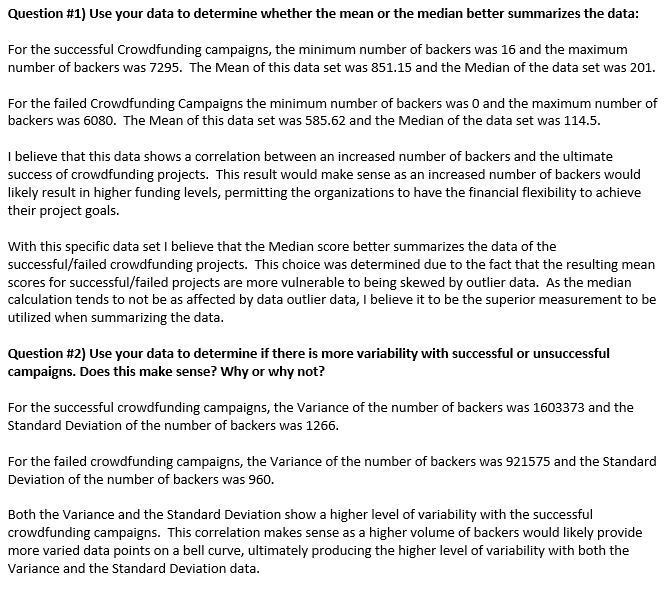 Question #1) Use your data to determine whether the mean or the median better summarizes the data:
For the successful Crowdfunding campaigns, the minimum number of backers was 16 and the maximum
number of backers was 7295.  The Mean of this data set was 851.15 and the Median of the data set was 201.
For the failed Crowdfunding Campaigns the minimum number of backers was 0 and the maximum number of
backers was 6080.  The Mean of this data set was 585.62 and the Median of the data set was 114.5.
I believe that this data shows a correlation between an increased number of backers and the ultimate
success of crowdfunding projects.  This result would make sense as an increased number of backers would
likely result in higher funding levels, permitting the organizations to have the financial flexibility to achieve
their project goals.
With this specific data set I believe that the Median score better summarizes the data of the
successful/failed crowdfunding projects.  This choice was determined due to the fact that the resulting mean
scores for successful/failed projects are more vulnerable to being skewed by outlier data.  As the median
calculation tends to not be as affected by data outlier data, I believe it to be the superior measurement to be
utilized when summarizing the data.
Question #2) Use your data to determine if there is more variability with successful or unsuccessful
campaigns. Does this make sense? Why or why not?
For the successful crowdfunding campaigns, the Variance of the number of backers was 1603373 and the
Standard Deviation of the number of backers was 1266.
For the failed crowdfunding campaigns, the Variance of the number of backers was 921575 and the Standard
Deviation of the number of backers was 960.
Both the Variance and the Standard Deviation show a higher level of variability with the successful
crowdfunding campaigns.  This correlation makes sense as a higher volume of backers would likely provide
more varied data points on a bell curve, ultimately producing the higher level of variability with both the
Variance and the Standard Deviation data.